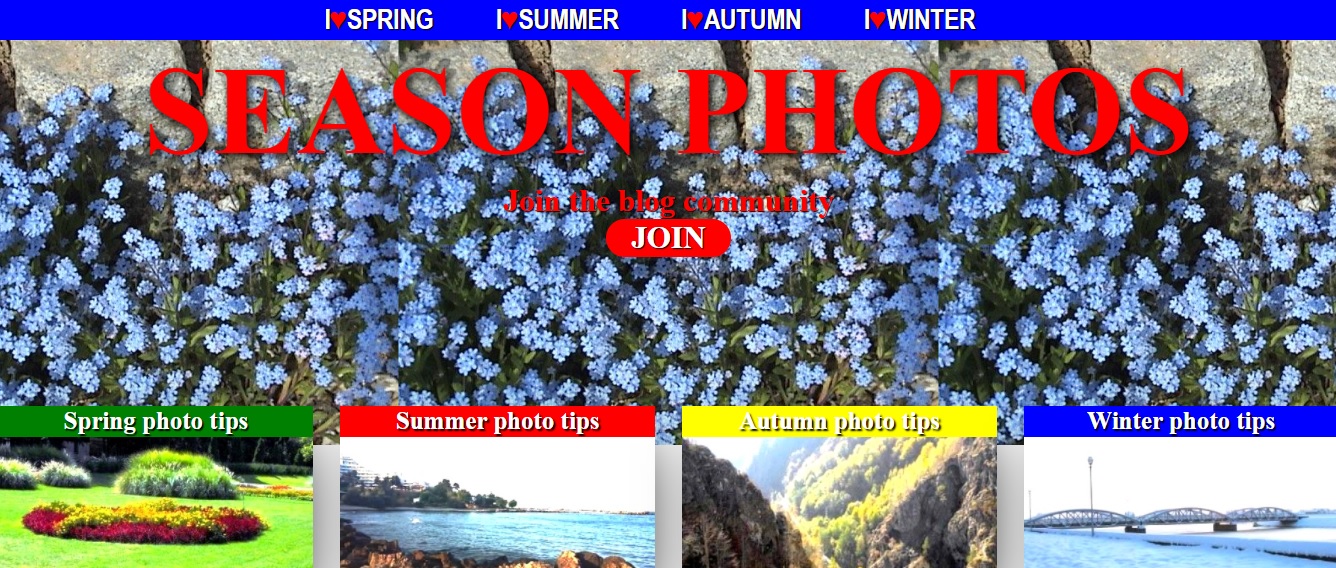 I♥SPRING I♥SUMMER I♥AUTUMN I♥WINTER
SEASON PHOTOS
Join the blog community
JOIN
Spring photo tips Summer photo tips Autumn photo tips Winter photo tips